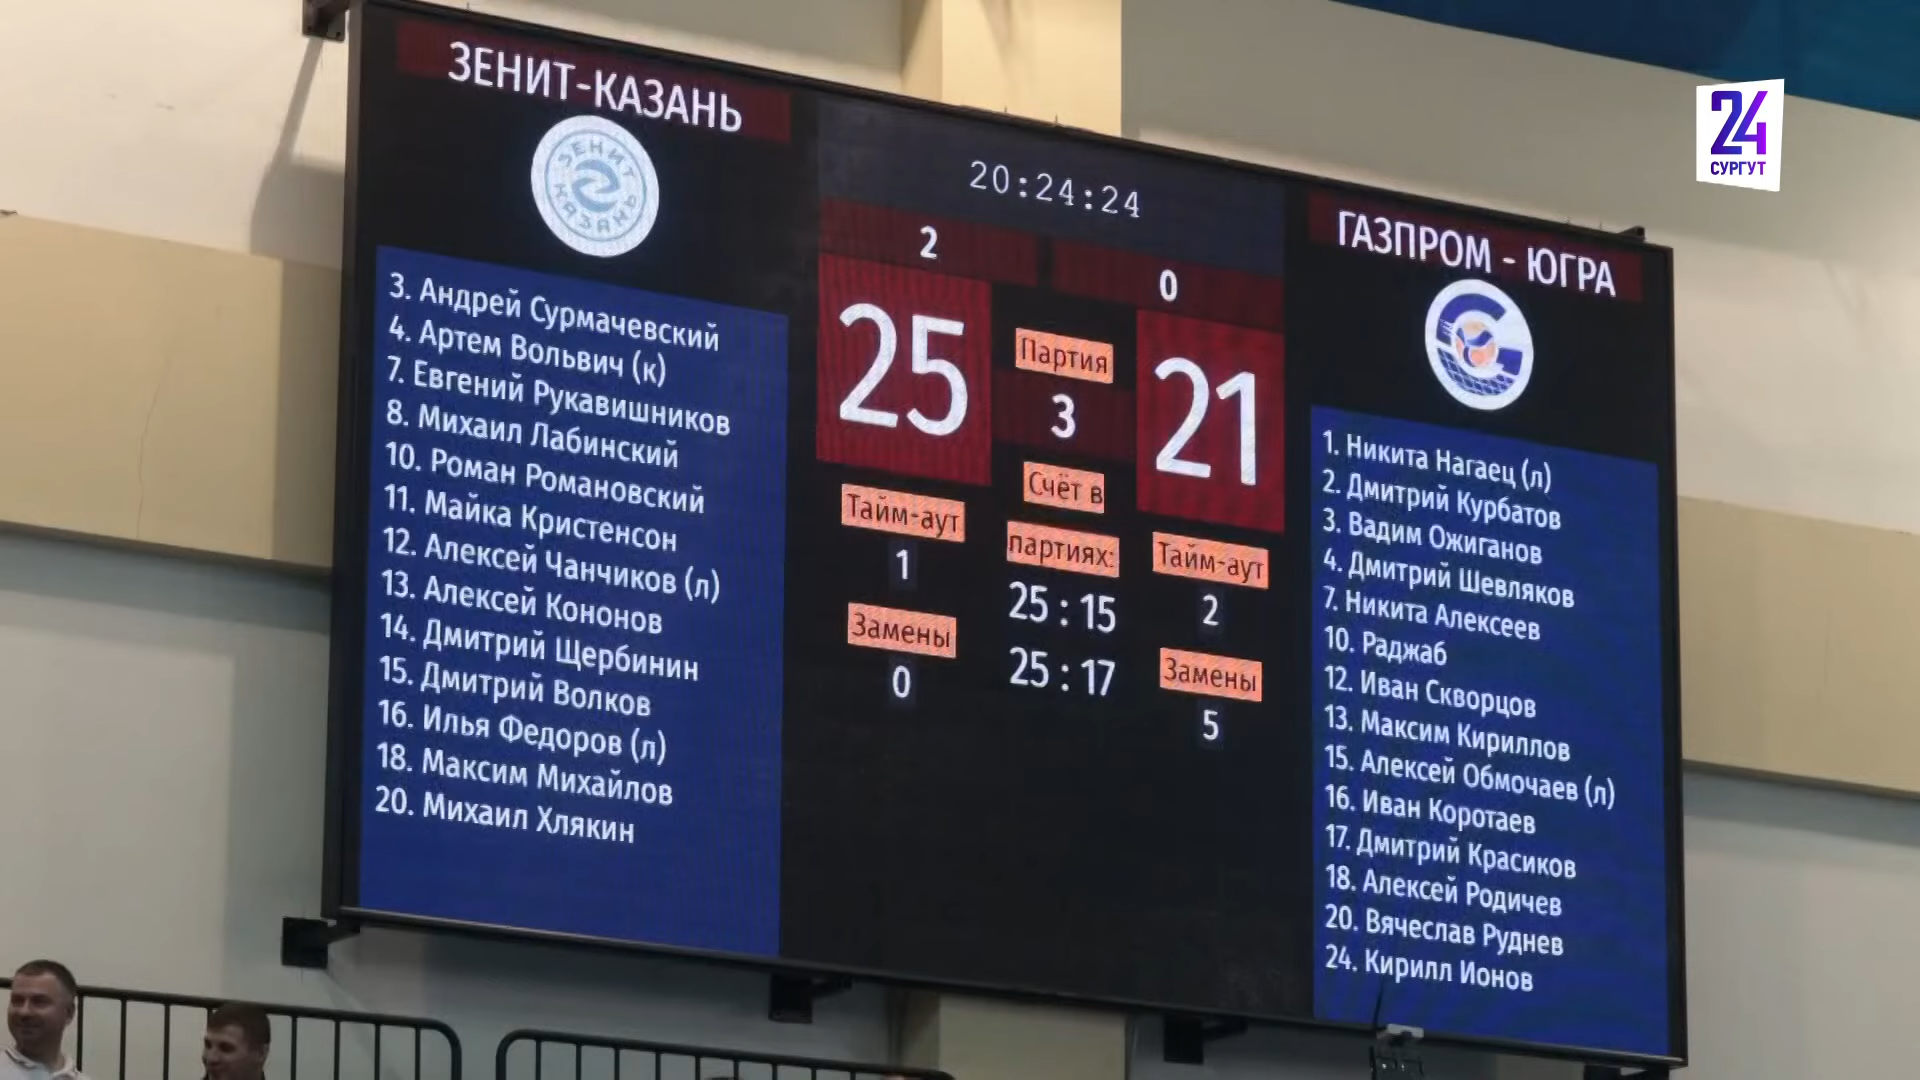 24
СУРГУТ
ЗЕНИТ-КАЗАНЬ
ЗЕНИТ
КАЗАНЬ
3. Андрей Сурмачевский
4. Артем Вольвич (к)
7. Евгений Рукавишников
8. Михаил Лабинский
10. Роман Романовский
11. Майка Кристенсон
12. Алексей Чанчиков (л)
13. Алексей Кононов
14. Дмитрий Щербинин
15. Дмитрий Волков
16. Илья Федоров (л)
18. Максим Михайлов
20. Михаил Хлякин
20:24:24
2
0
25
Партия
3
21
Счёт в
партиях:
25 : 15
25 : 17
Тайм-аут
1
Замены
0
Тайм-аут
2
Замены
5
ГАЗПРОМ - ЮГРА
1. Никита Нагаец (л)
2. Дмитрий Курбатов
3. Вадим Ожиганов
4. Дмитрий Шевляков
7. Никита Алексеев
10. Раджаб
12. Иван Скворцов
13. Максим Кириллов
15. Алексей Обмочаев (л)
16. Иван Коротаев
17. Дмитрий Красиков
18. Алексей Родичев
20. Вячеслав Руднев
24. Кирилл Ионов